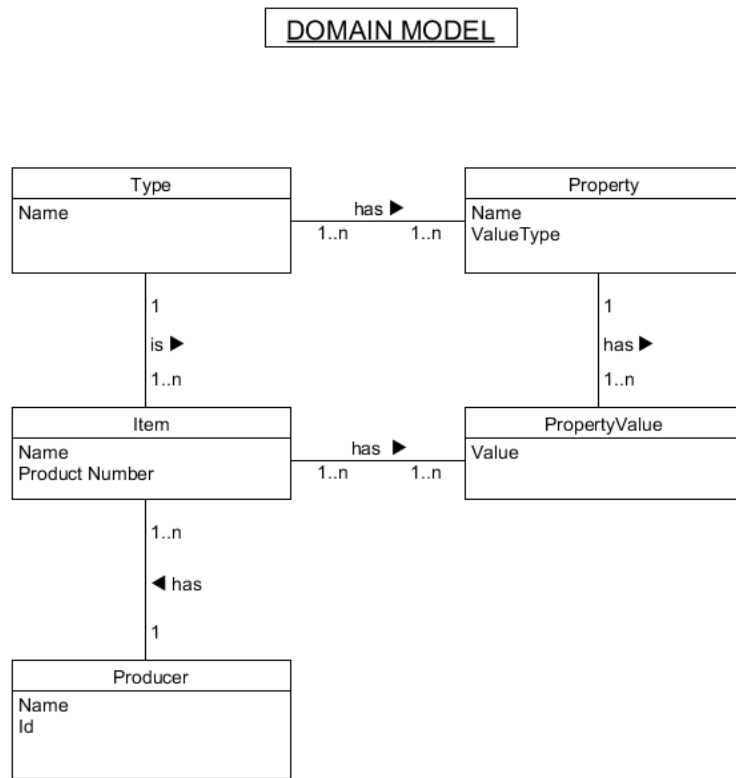 DOMAIN MODEL
Type
Name
has ▶
1..n 1..n
Property
Name
ValueType
1
is ▶
1..n
1
has ▶
1..n
Item
Name
Product Number
has ▶
1..n 1..n
PropertyValue
Value
1..n
◀ has
1
Producer
Name
Id